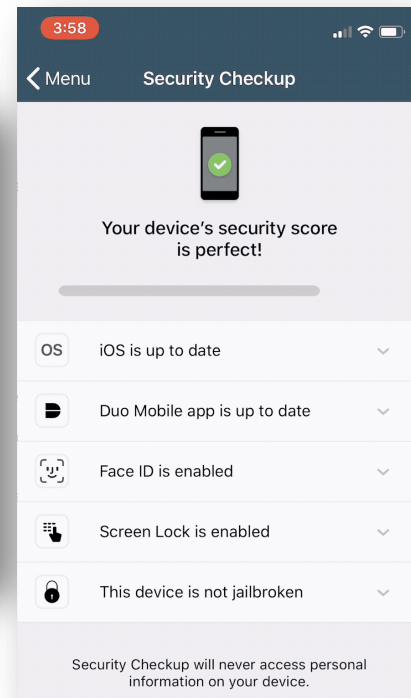 3:58
Menu
Security Checkup
Your device's security score
is perfect!
OS
iOS is up to date
Duo Mobile app is up to date
Face ID is enabled
Screen Lock is enabled
This device is not jailbroken
Security Checkup will never access personal
information on your device.